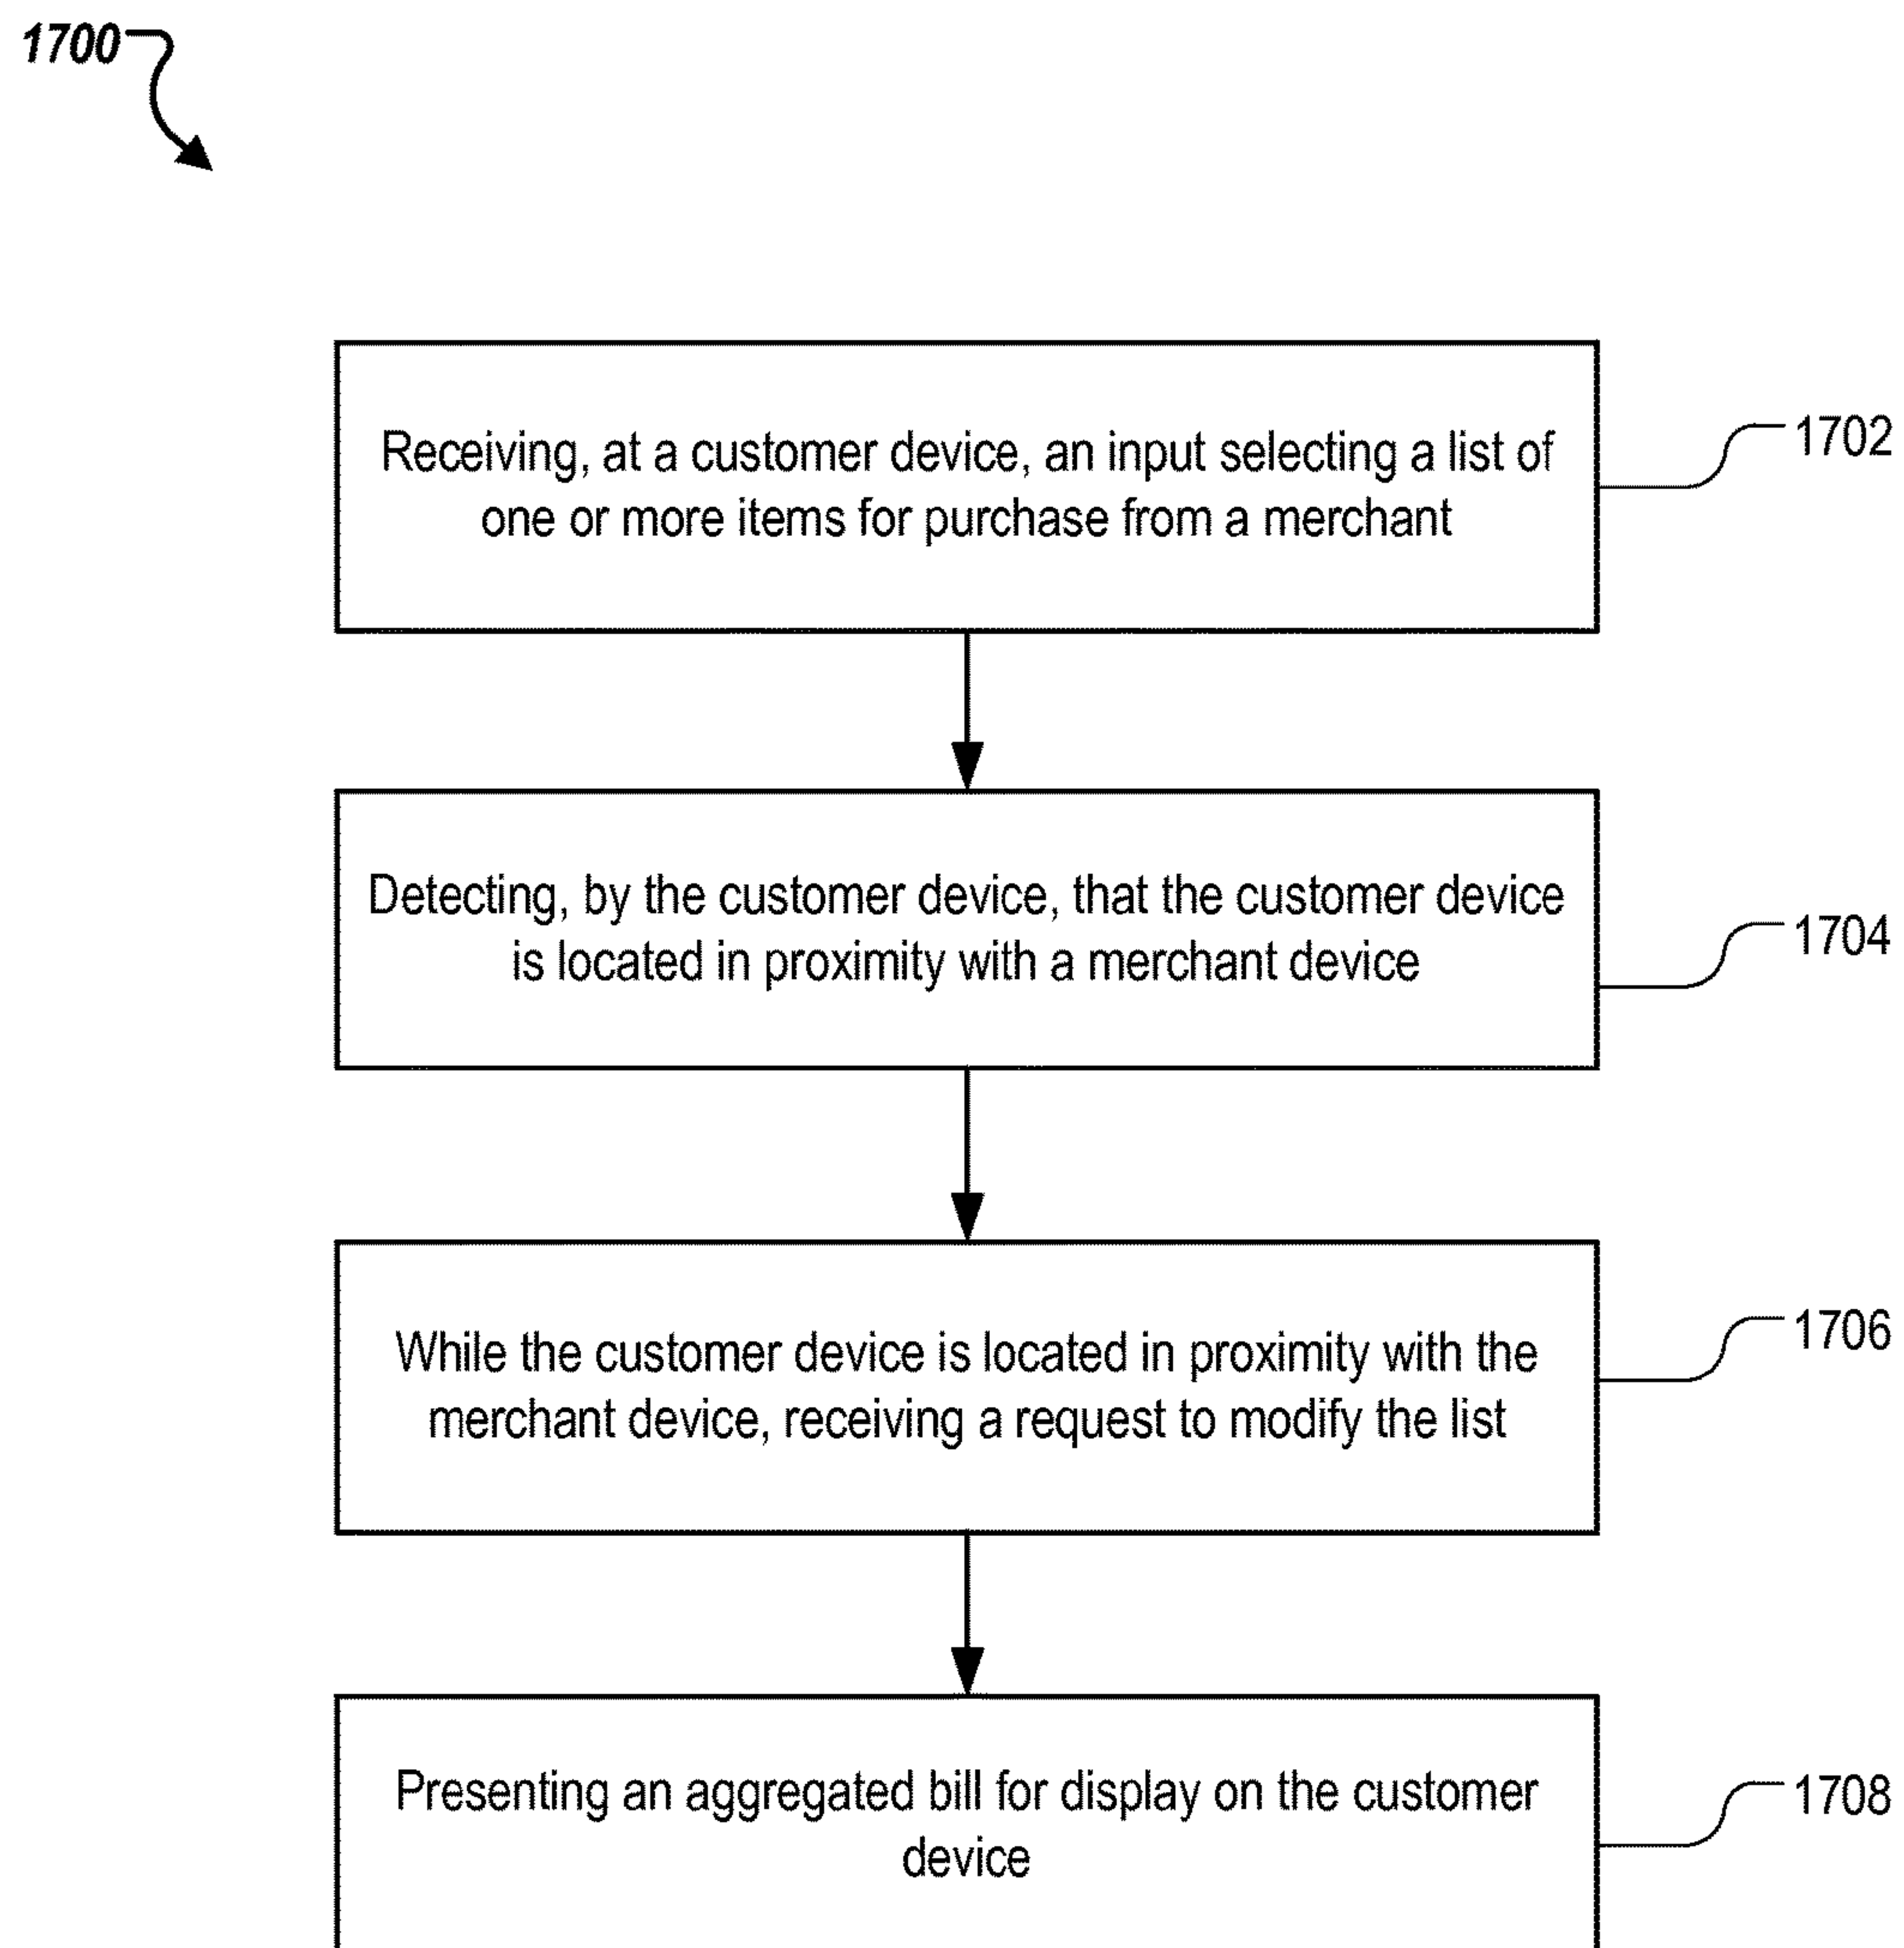 1700
Receiving, at a customer device, an input selecting a list of
one or more items for purchase from a merchant
1702
Detecting, by the customer device, that the customer device
is located in proximity with a merchant device
1704
While the customer device is located in proximity with the
merchant device, receiving a request to modify the list
1706
Presenting an aggregated bill for display on the customer
device
1708